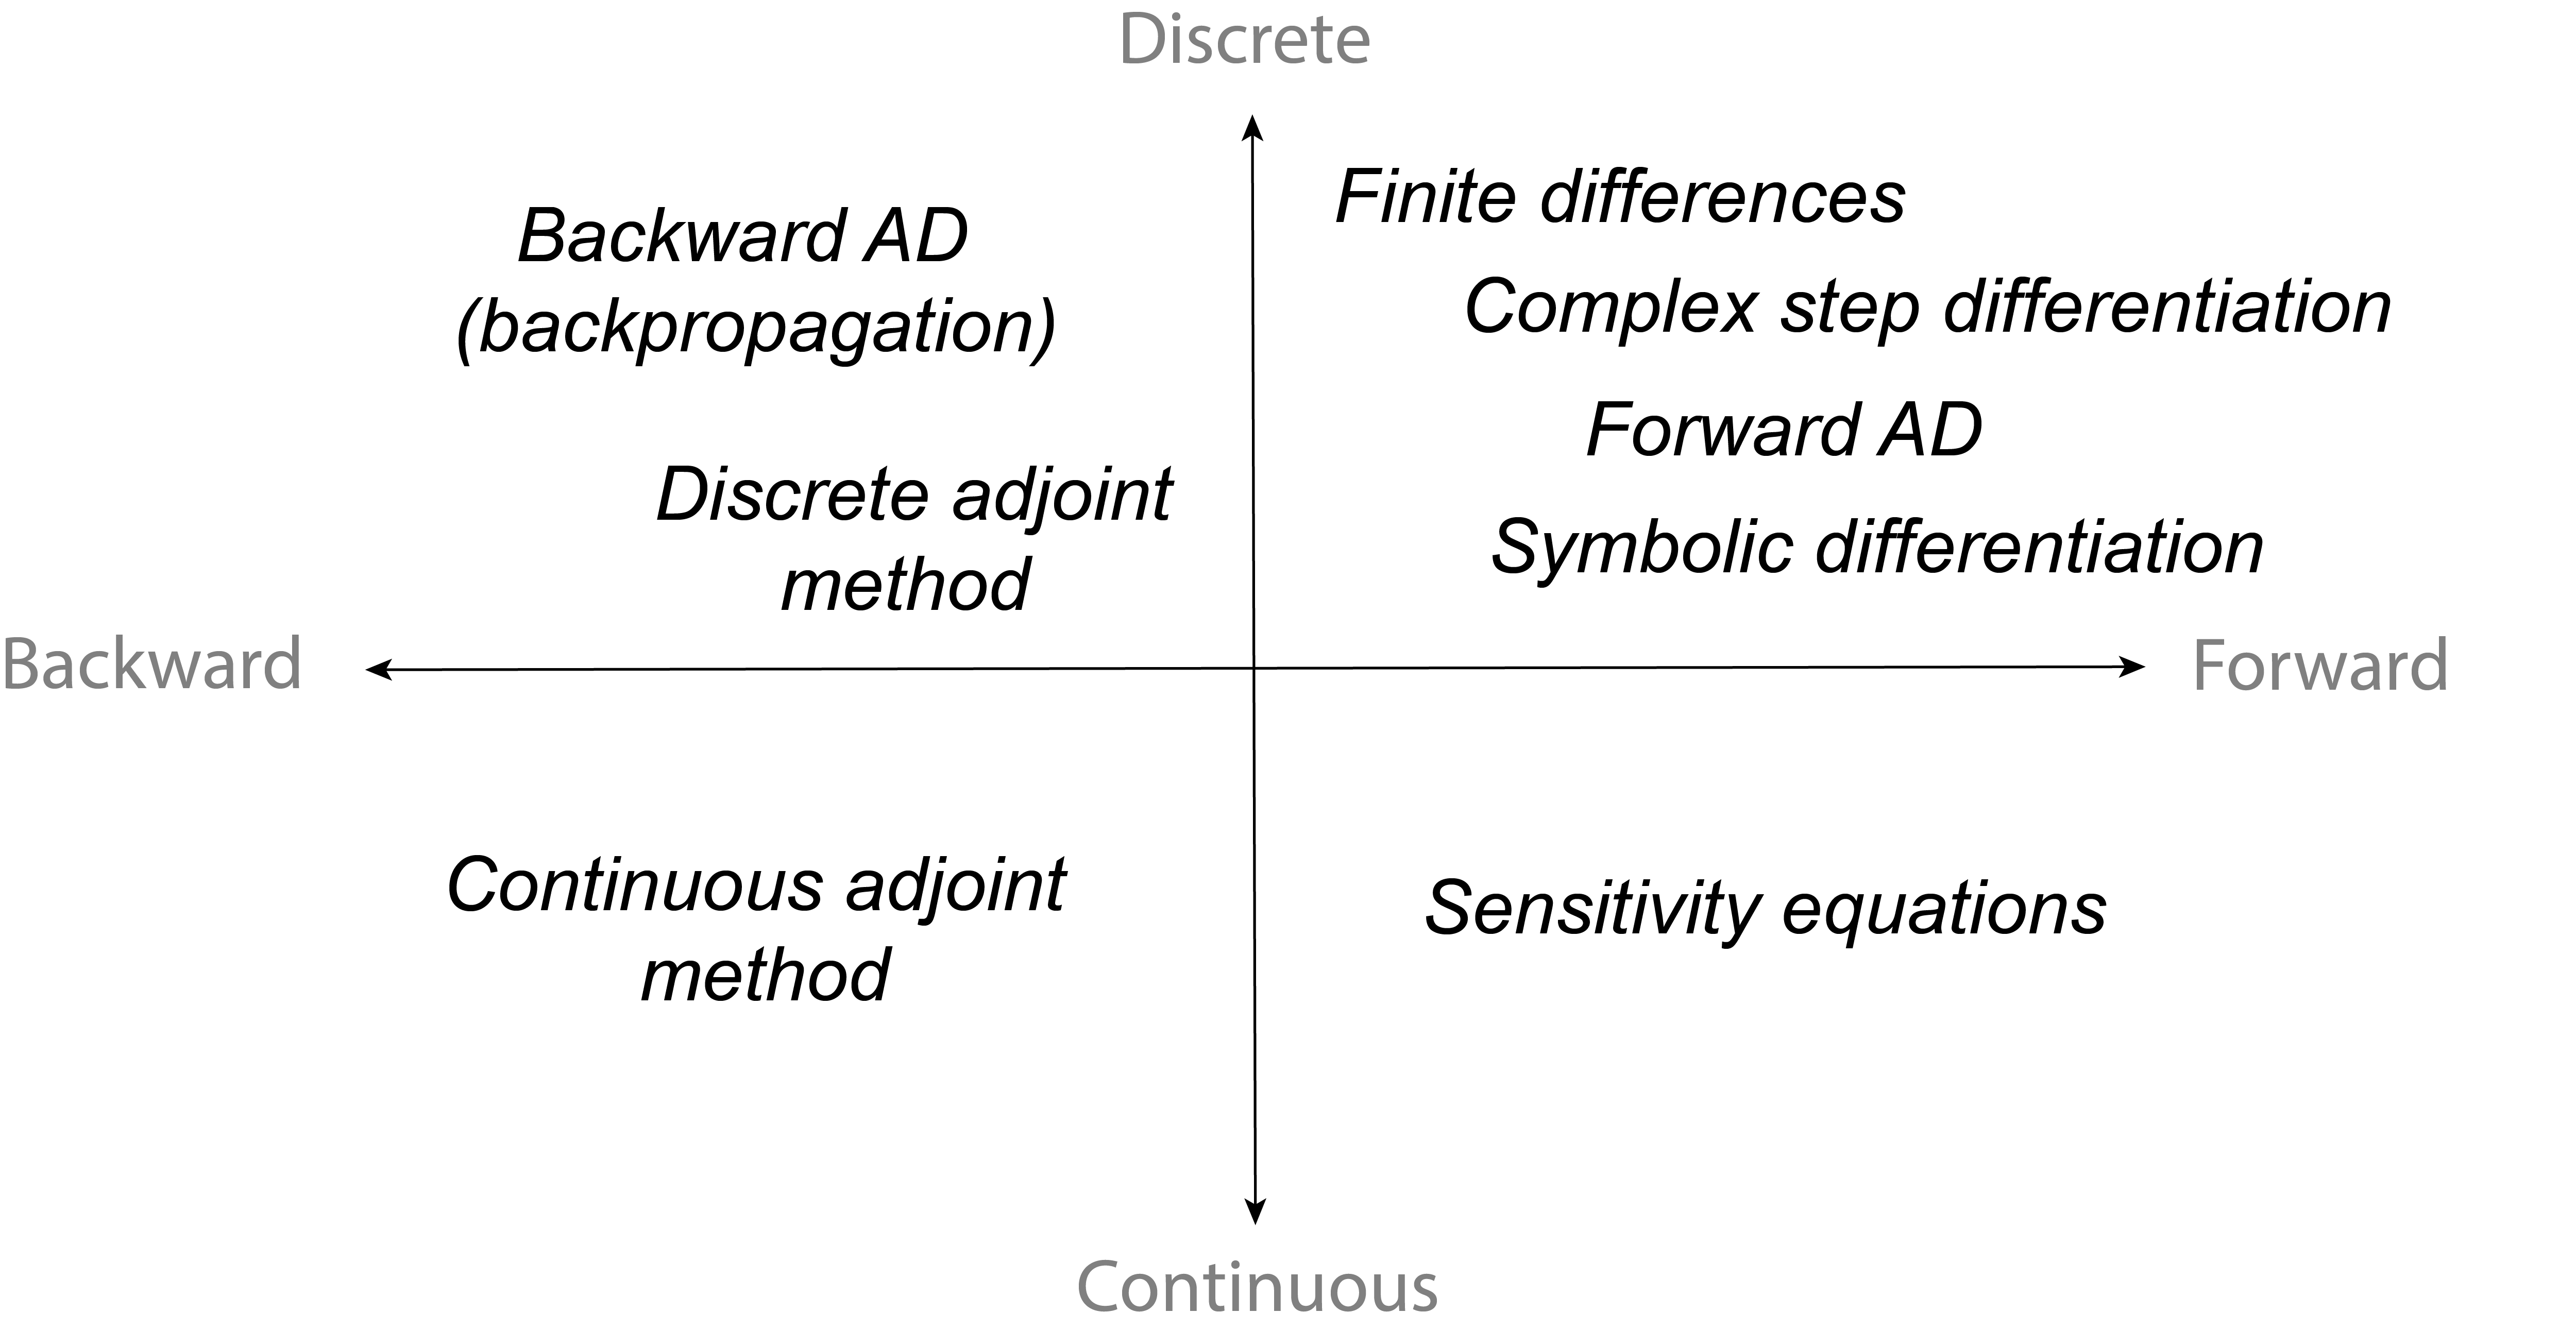 Discrete
Backward AD
(backpropagation)
Discrete adjoint
method
Finite differences
Complex step differentiation
Forward AD
Symbolic differentiation
Backward
Forward
Continuous adjoint
method
Sensitivity equations
Continuous